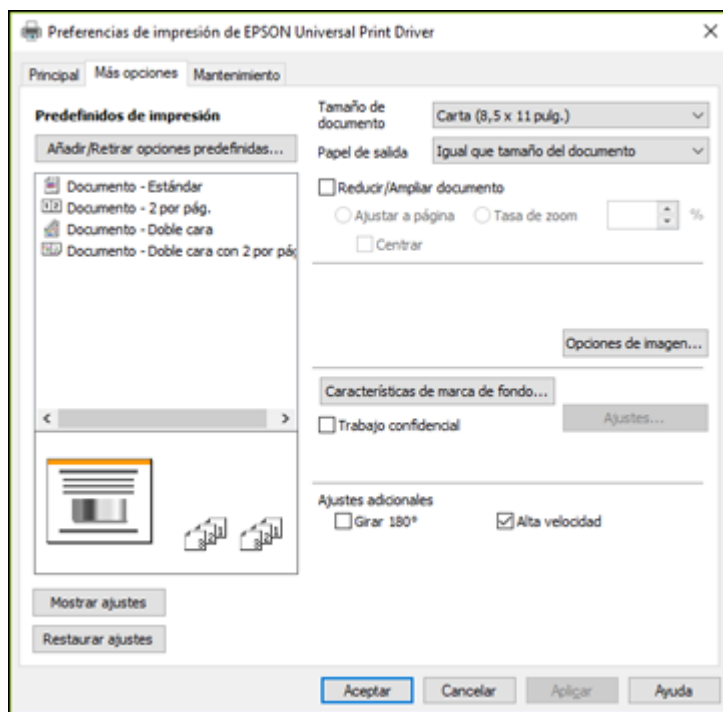 Preferencias de impresión de EPSON Universal Print Driver
Principal
Más opciones
Mantenimiento
Predefinidos de impresión
Añadir/Retirar opciones predefinidas...
Documento - Estándar
Documento - 2 por pág.
Documento - Doble cara
Documento - Doble cara con 2 por pág
Mostrar ajustes
Restaurar ajustes
Tamaño de
documento
Carta (8,5 x 11 pulg.)
Papel de salida
Igual que tamaño del documento
Reducir/Ampliar documento
Ajustar a página
Tasa de zoom
%
Centrar
Opciones de imagen...
Características de marca de fondo...
Trabajo confidencial
Ajustes...
Ajustes adicionales
Girar 180°
Alta velocidad
Aceptar
Cancelar
Aplicar
Ayuda